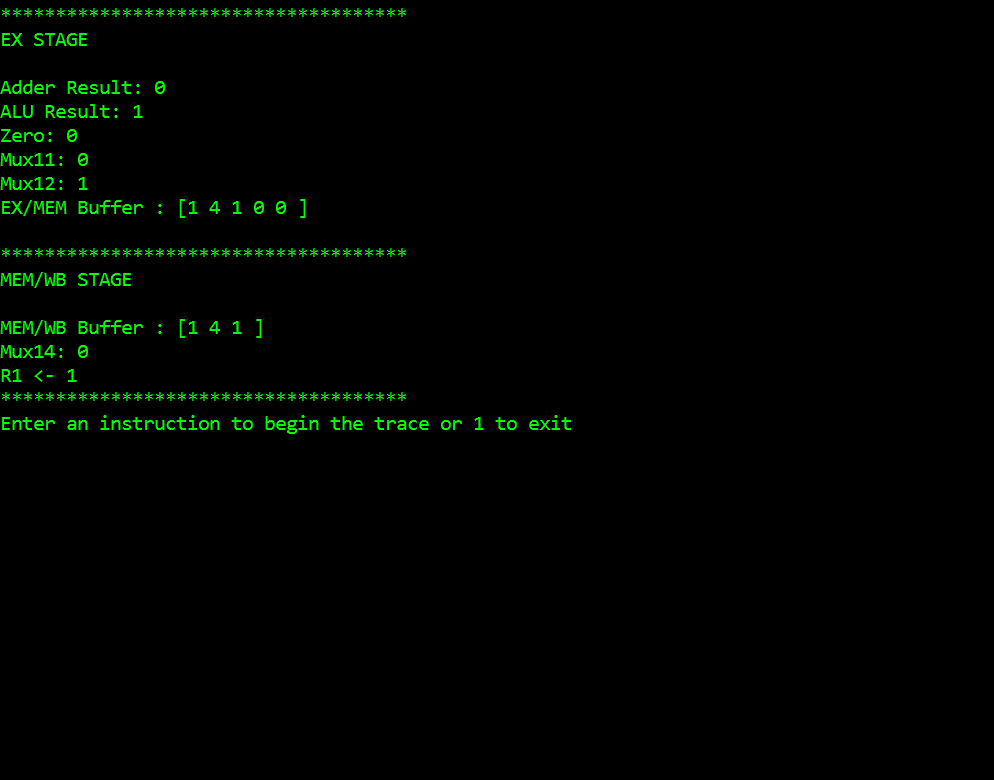 *************************************
EX STAGE
Adder Result: 0
ALU Result: 1
Zero: 0
Mux11: 0
Mux12: 1
EX/MEM Buffer : [1 4 1 0 0 ]
*************************************
MEM/WB STAGE
MEM/WB Buffer : [1 4 1 ]
Mux14: 0
R1 <- 1
*************************************
Enter an instruction to begin the trace or 1 to exit